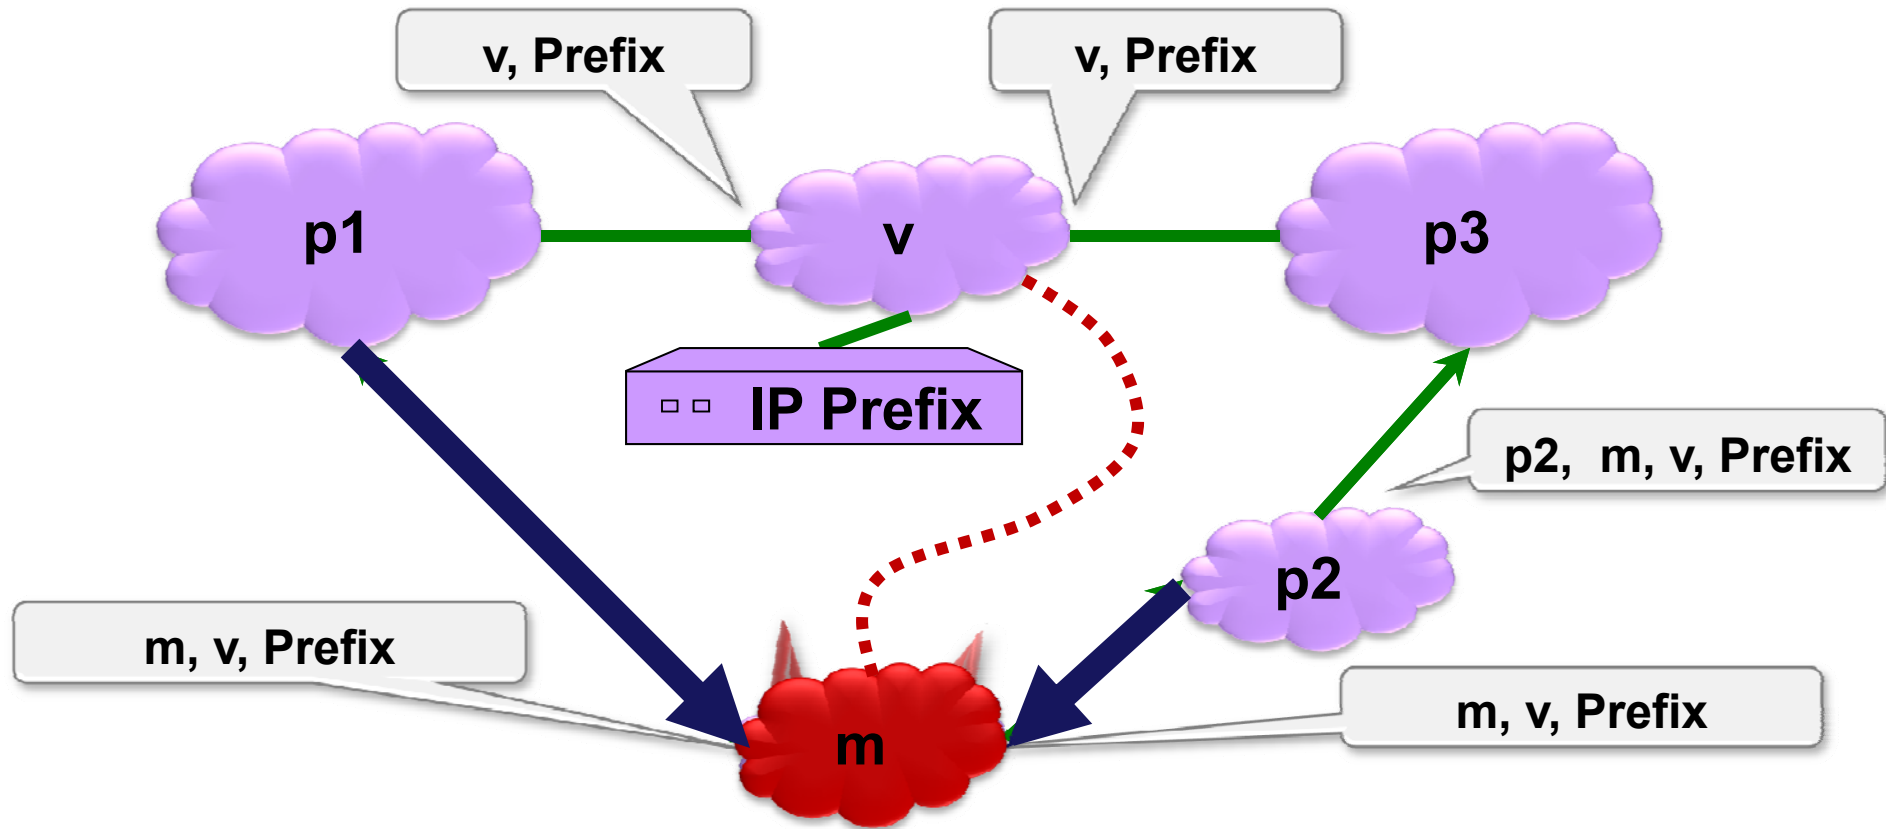 v, Prefix
v, Prefix
p1
v
p3
IP Prefix
p2, m, v, Prefix
p2
m, v, Prefix
m, v, Prefix
m